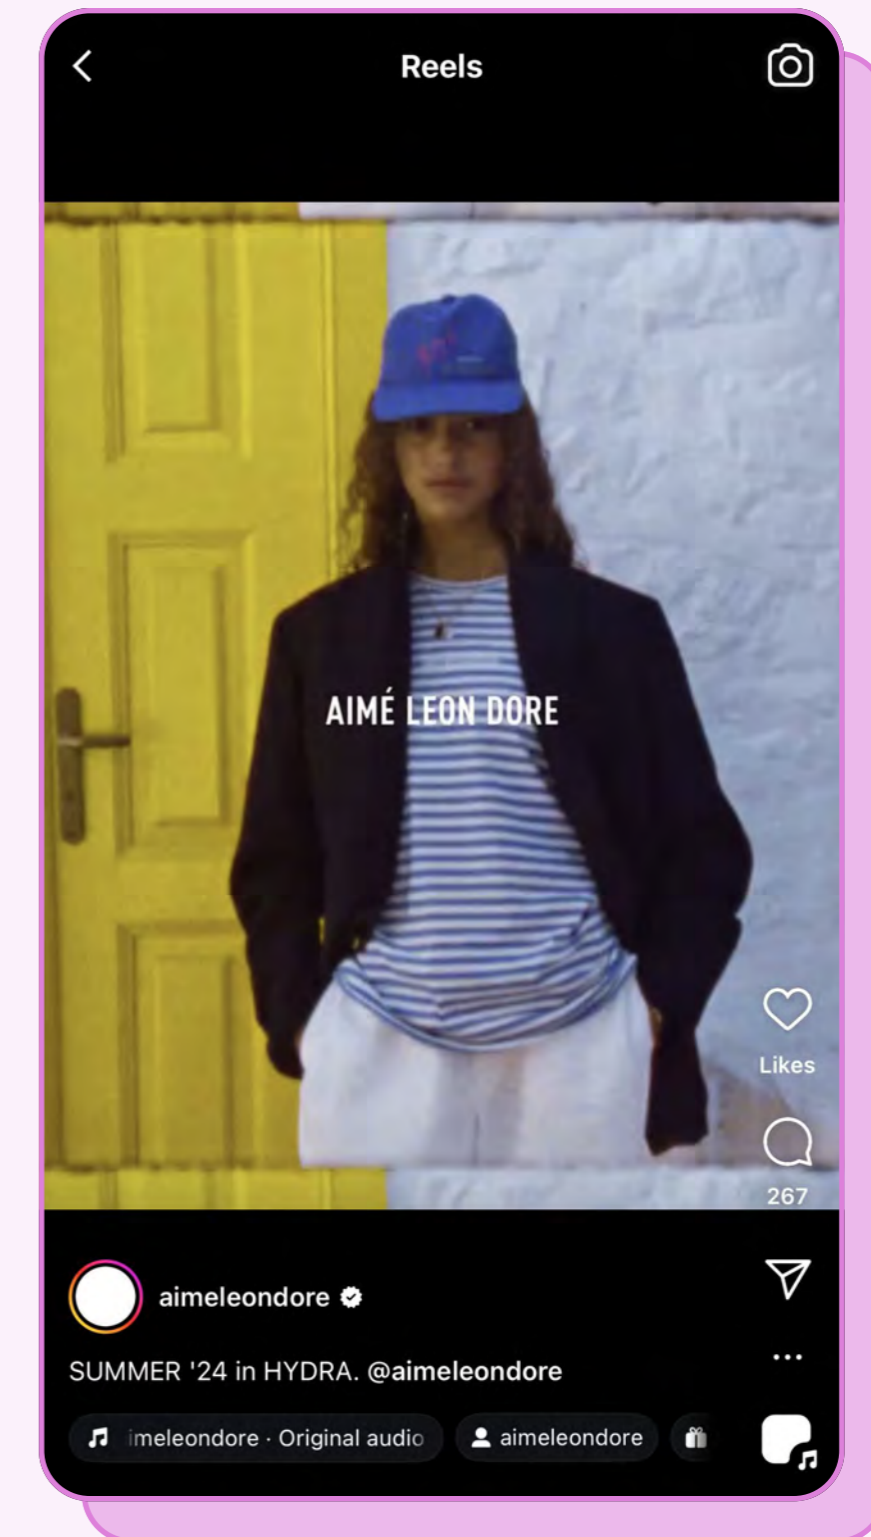 Reels
AIMÉ LEON DORE
Likes
267
aimeleondore
SUMMER '24 in HYDRA. @aimeleondore
imeleondore · Original audio
aimeleondore